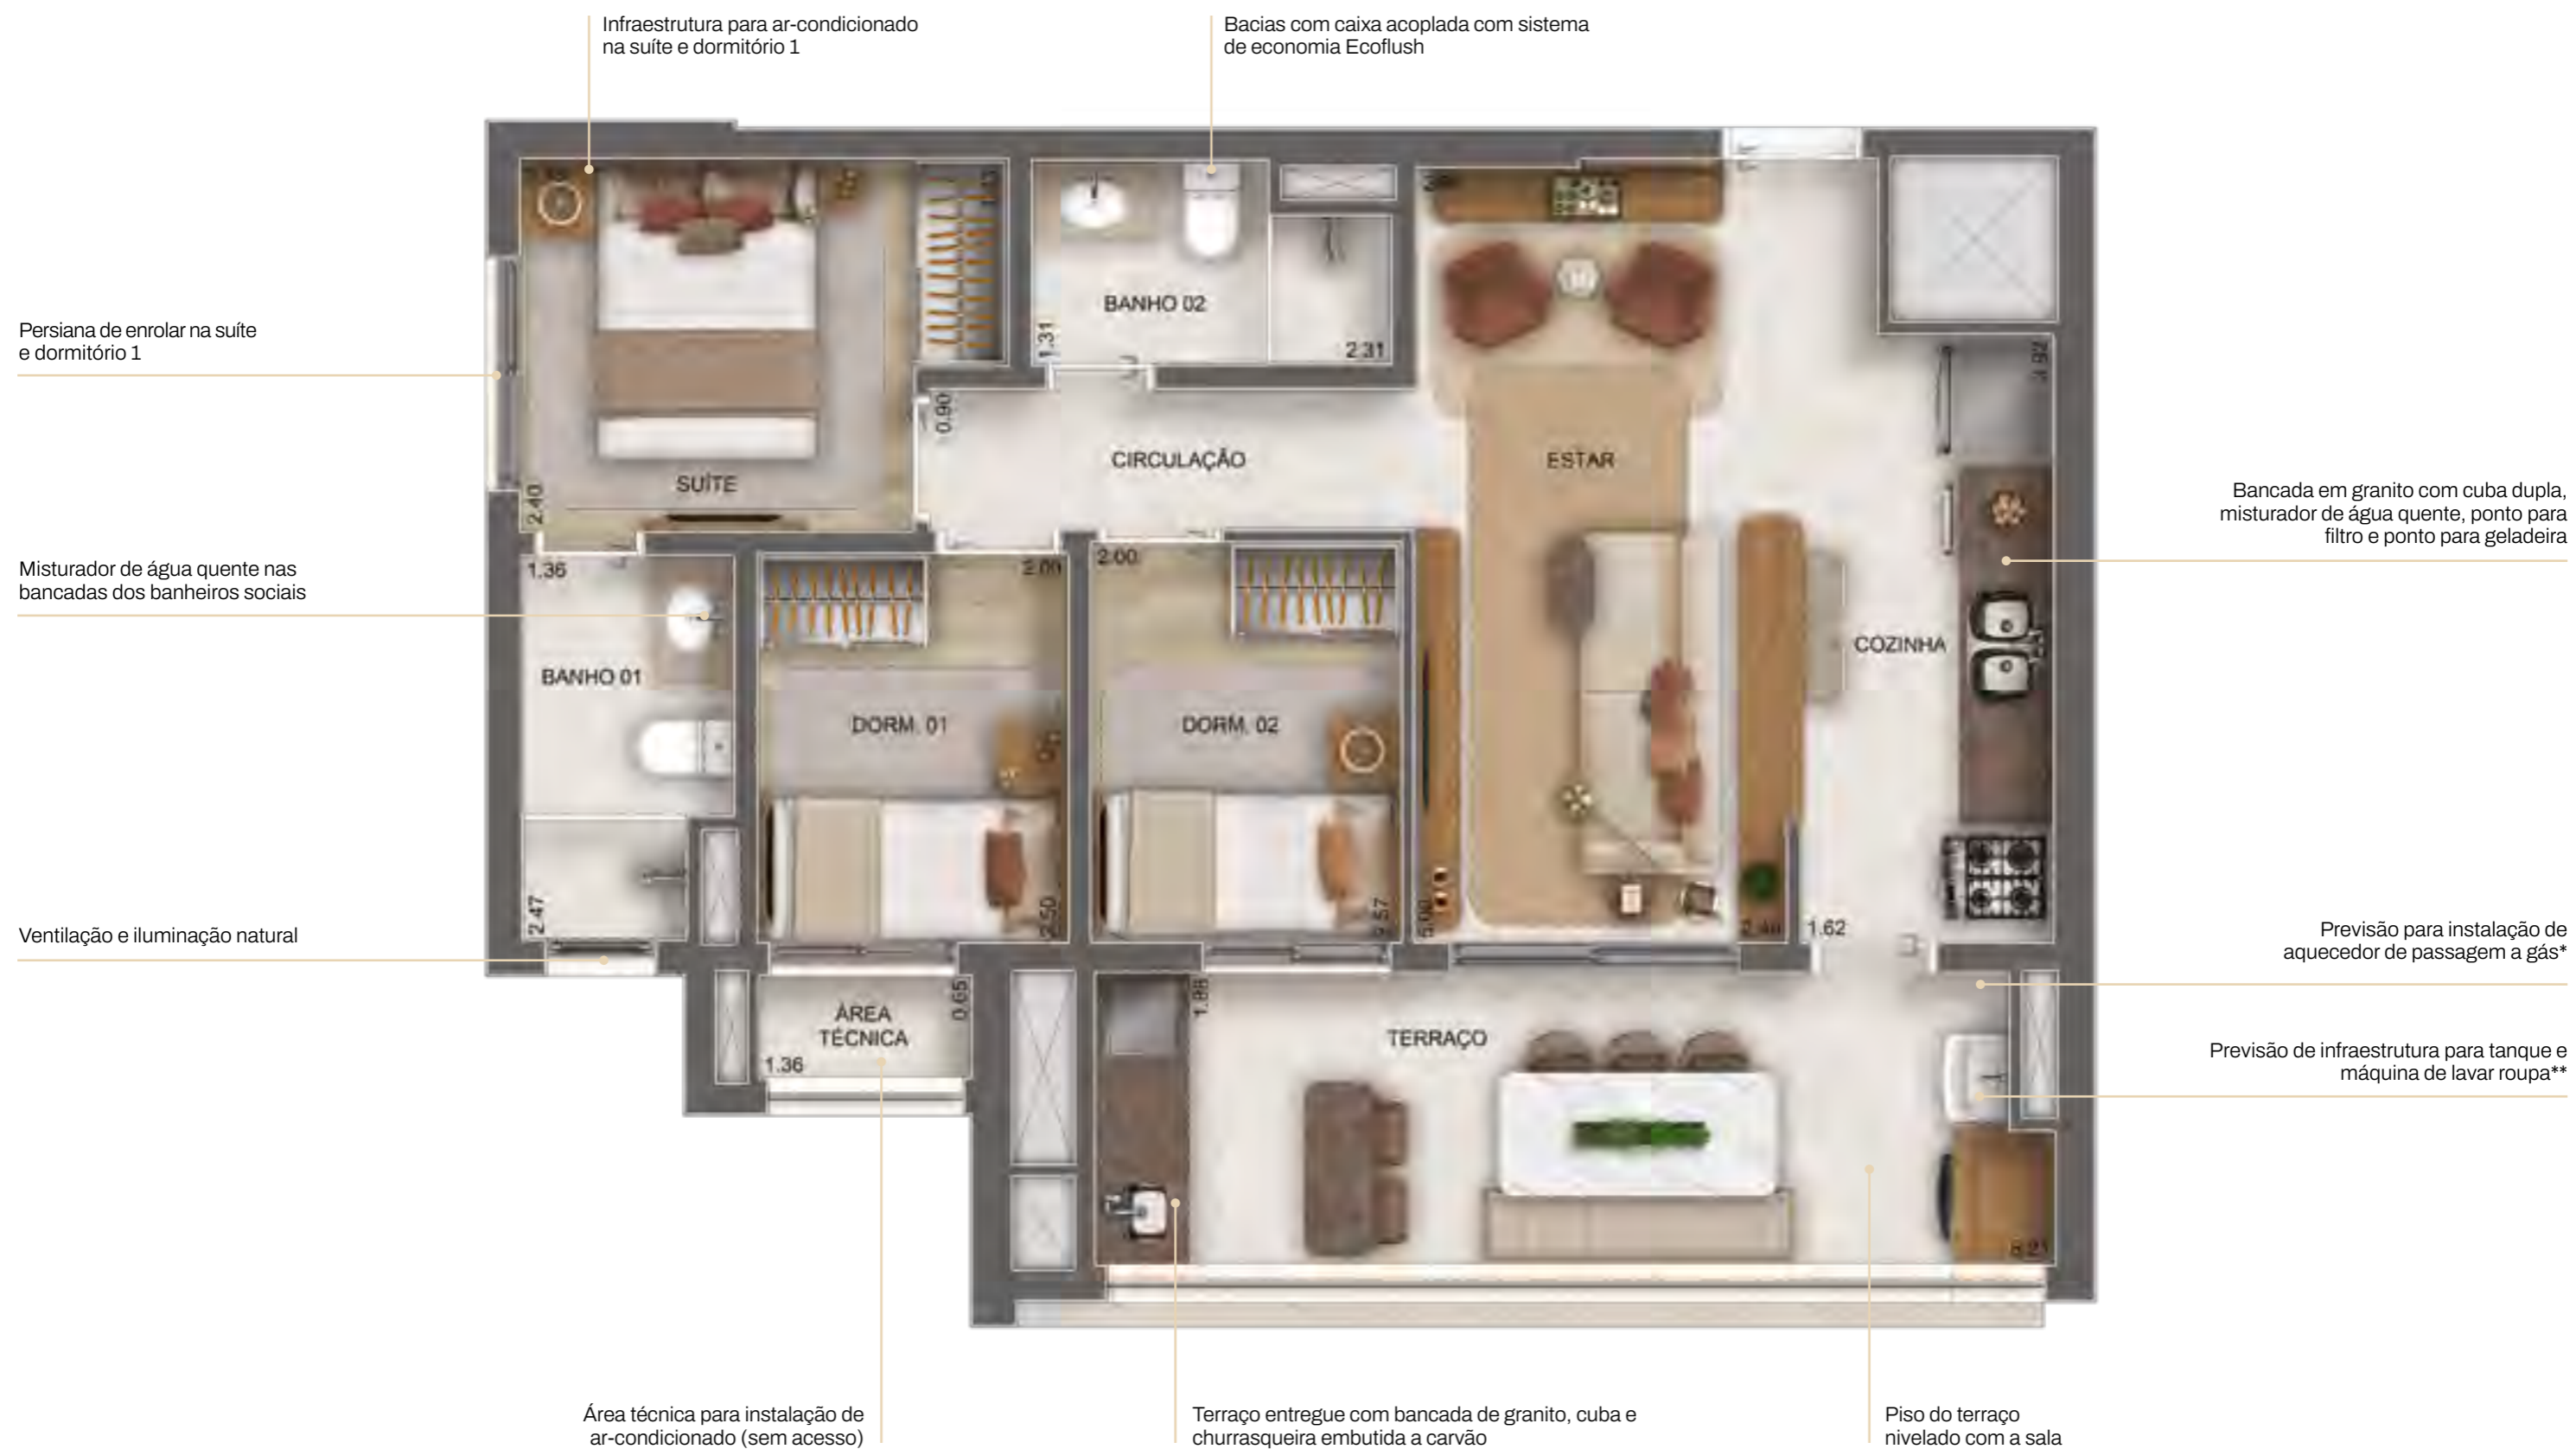 Infraestrutura para ar-condicionado
na suíte e dormitório 1
Bacias com caixa acoplada com sistema
de economia Ecoflush
Persiana de enrolar na suíte
e dormitório 1
Misturador de água quente nas
bancadas dos banheiros sociais
Ventilação e iluminação natural
BANHO 02
1.31
2.31
0.90
CIRCULAÇÃO
ESTAR
SUÍTE
2.40
1.36
2.00
2.00
BANHO 01
DORM. 01
DORM. 02
COZINHA
2.47
2.50
5.00
1.62
ÁREA
TÉCNICA
0.65
1.36
1.88
TERRAÇO
Bancada em granito com cuba dupla,
misturador de água quente, ponto para
filtro e ponto para geladeira
Previsão para instalação de
aquecedor de passagem a gás*
Previsão de infraestrutura para tanque e
máquina de lavar roupa**
Área técnica para instalação de
ar-condicionado (sem acesso)
Terraço entregue com bancada de granito, cuba e
churrasqueira embutida a carvão
Piso do terraço
nivelado com a sala